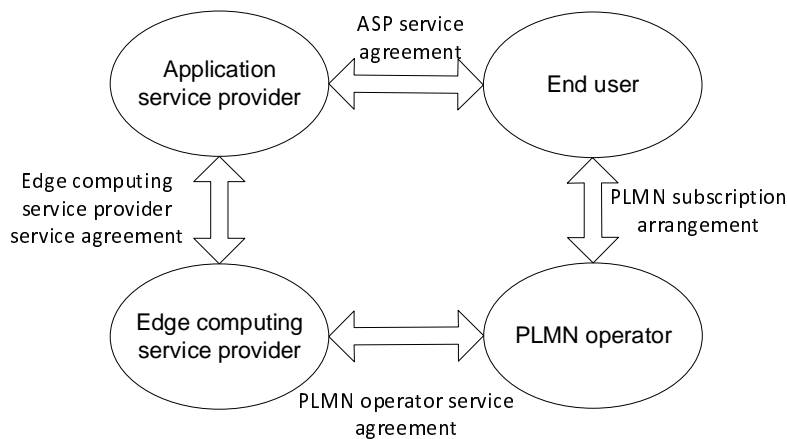 ASP service
agreement
Application
service provider
End user
Edge computing
service provider
service agreement
PLMN subscription
arrangement
Edge computing
service provider
PLMN operator
PLMN operator service
agreement